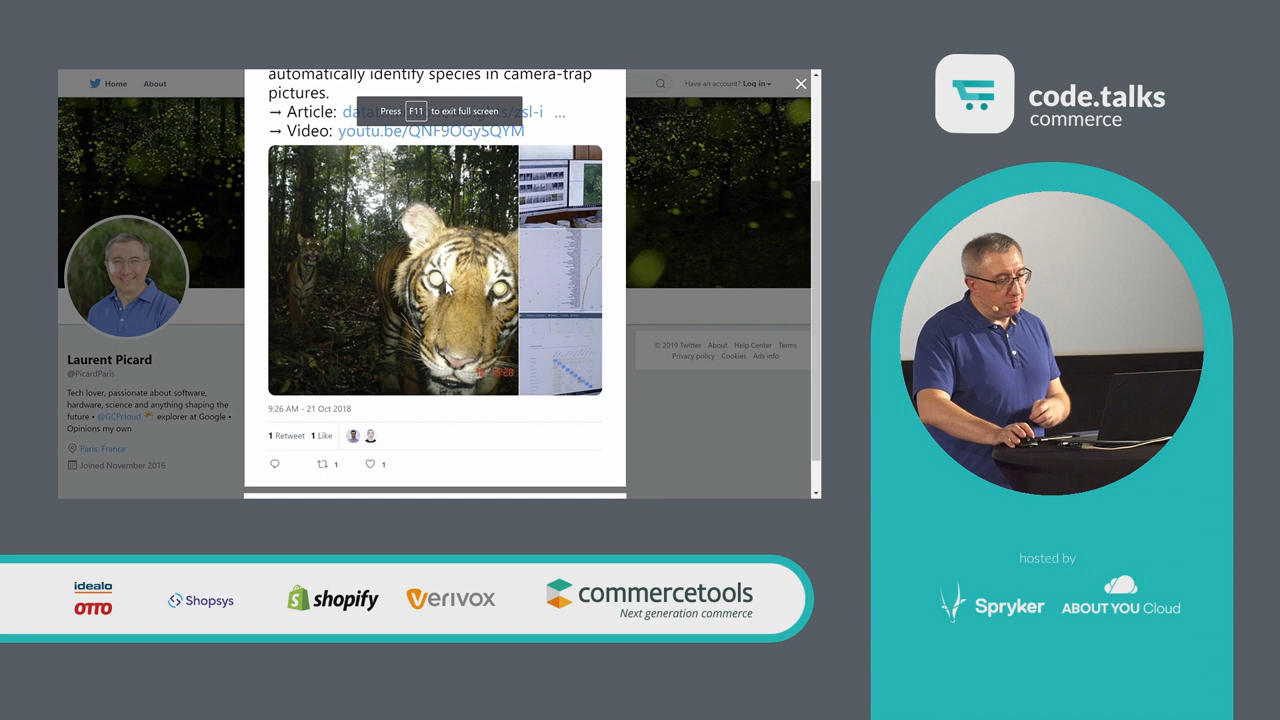 Home About
automatically identify species in camera-trap
pictures.
→ Article:
→ Video: youtu.be/QNF9OGySQYM
Press F11 to exit full screen
Have an account? Log in
9:26 AM - 21 Oct 2018
1 Retweet 1 Like
1 1
Laurent Picard
@PicardParis
Tech lover, passionate about software,
hardware, science and anything shaping the
future • @GCPcloud explorer at Google •
Opinions my own
Paris, France
Joined November 2016
© 2019 Twitter About Help Center Terms
Privacy policy Cookies Ads info
code.talks
commerce
hosted by
Spryker
ABOUT YOU Cloud
idealo
OTTO
Shopsys
shopify
VERIVOX
commercetools
Next generation commerce